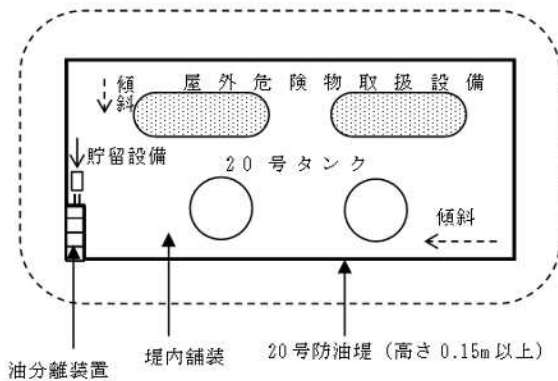 屋外危険物取扱設備
傾斜
貯留設備
20号タンク
傾斜
油分離装置
堤内舗装
20号防油堤（高さ0.15m以上）